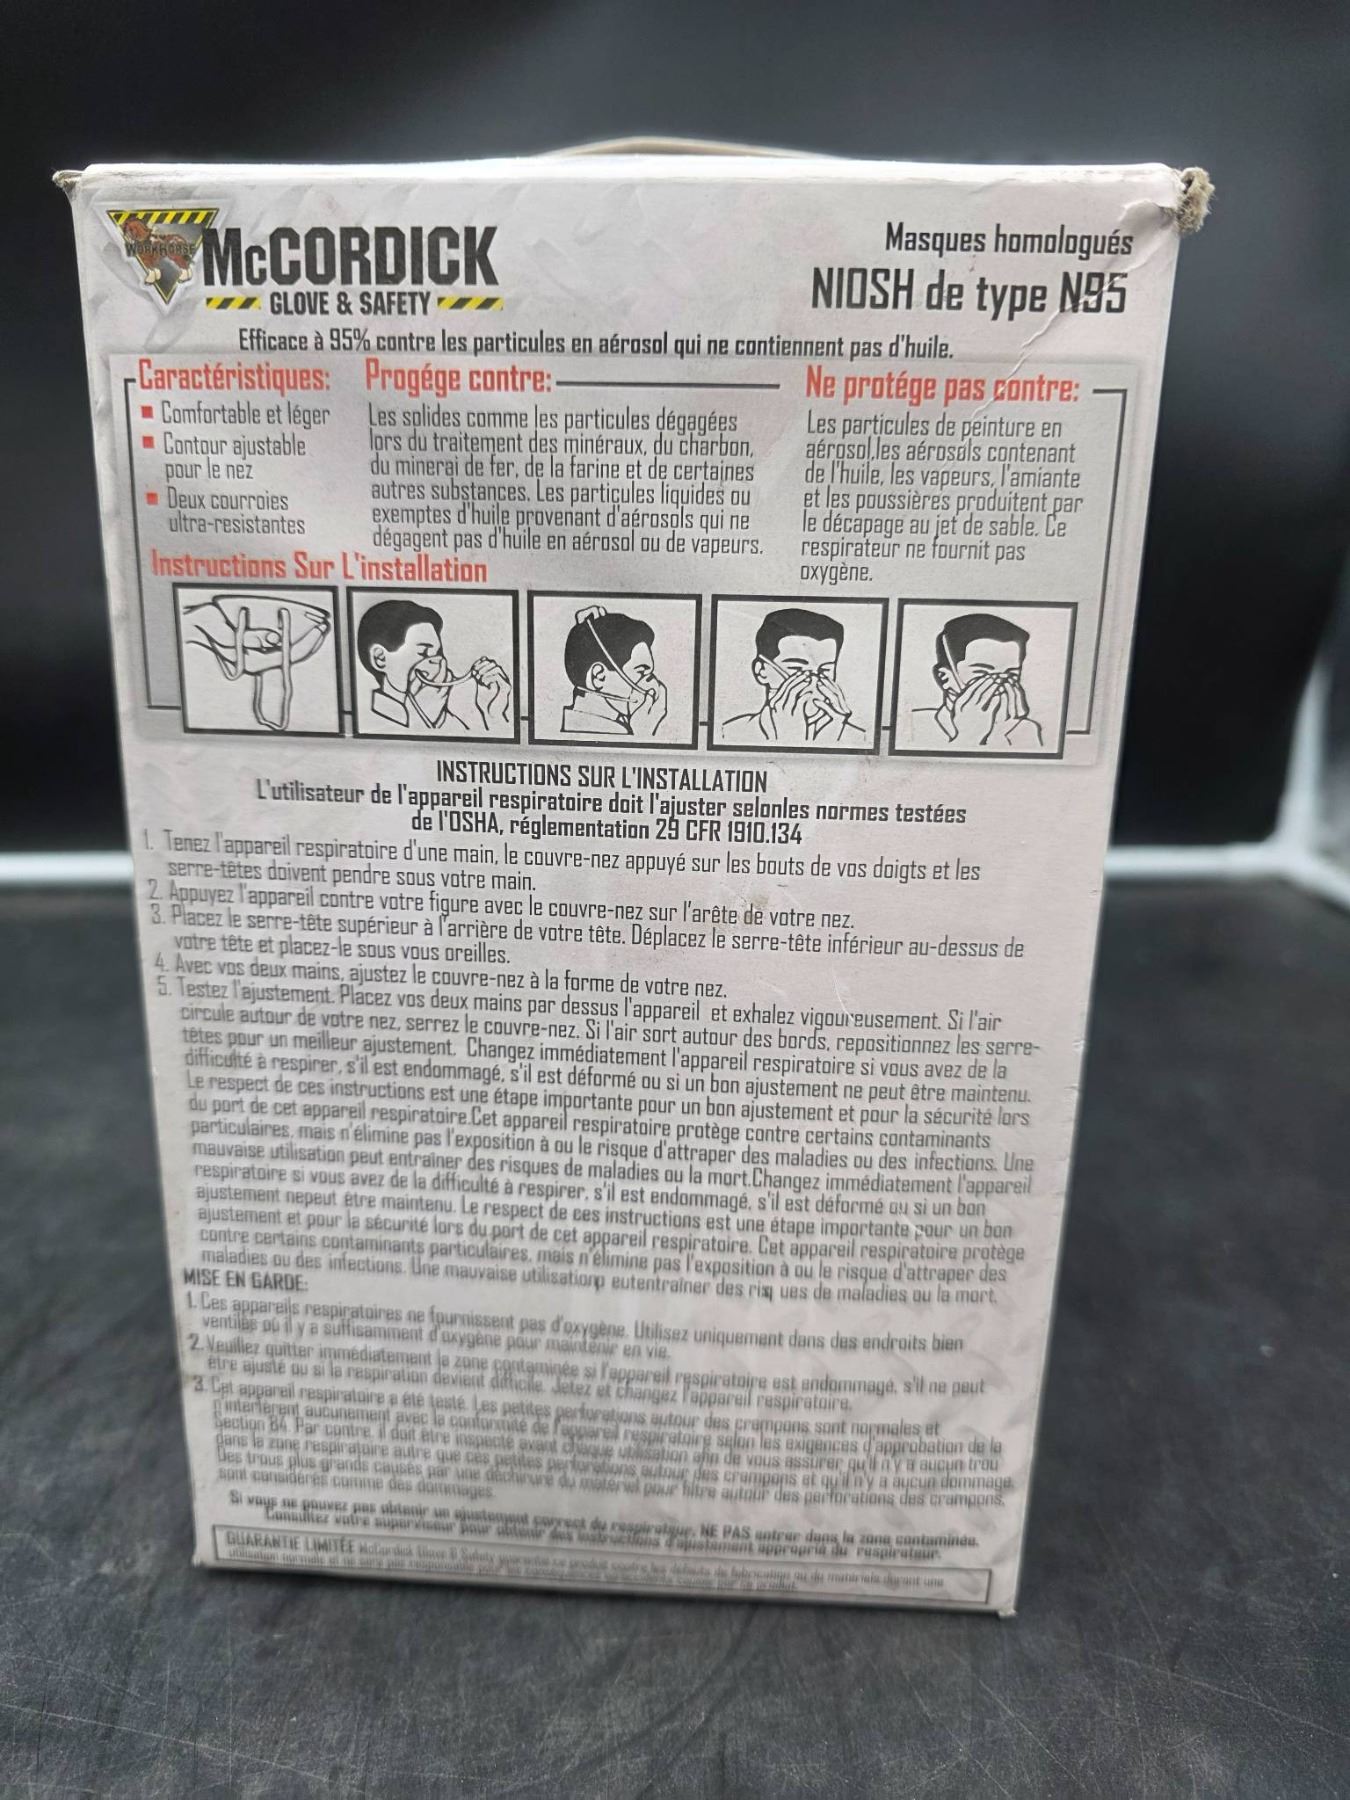 WORKHORSE
McCORDICK
GLOVE & SAFETY
Masques homologués
NIOSH de type N95
Efficace à 95% contre les particules en aérosol qui ne contiennent pas d'huile.
Caractéristiques:
Comfortable et léger
Contour ajustable
pour le nez
Deux courroies
ultra-resistantes
Progége contre:
Les solides comme les particules dégagées
lors du traitement des minéraux, du charbon,
du minerai de fer, de la farine et de certaines
autres substances. Les particules liquides ou
exemptes d'huile provenant d'aérosols qui ne
dégagent pas d'huile en aérosol ou de vapeurs.
Ne protége pas contre:
Les particules de peinture en
aérosol,les aérosols contenant
de l'huile, les vapeurs, l'amiante
et les poussières produitent par
le décapage au jet de sable. Ce
respirateur ne fournit pas
oxygène.
Instructions Sur L'installation
INSTRUCTIONS SUR L'INSTALLATION
L'utilisateur de l'appareil respiratoire doit l'ajuster selonles normes testées
de l'OSHA, réglementation 29 CFR 1910.134
1. Tenez l'appareil respiratoire d'une main, le couvre-nez appuyé sur les bouts de vos doigts et les
serre-têtes doivent pendre sous votre main.
2. Appuyez l'appareil contre votre figure avec le couvre-nez sur l'arête de votre nez.
3. Placez le serre-tête supérieur à l'arrière de votre tête. Déplacez le serre-tête inférieur au-dessus de
votre tête et placez-le sous vous oreilles.
4. Avec vos deux mains, ajustez le couvre-nez à la forme de votre nez.
5. Testez l'ajustement. Placez vos deux mains par dessus l'appareil et exhalez vigoureusement. Si l'air
circule autour de votre nez, serrez le couvre-nez. Si l'air sort autour des bords, repositionnez les serre-
têtes pour un meilleur ajustement. Changez immédiatement l'appareil respiratoire si vous avez de la
difficulté à respirer, s'il est endommagé, s'il est déformé ou si un bon ajustement ne peut être maintenu.
Le respect de ces instructions est une étape importante pour un bon ajustement et pour la sécurité lors
du port de cet appareil respiratoire.Cet appareil respiratoire protège contre certains contaminants
particulaires, mais n'élimine pas l'exposition à ou le risque d'attraper des maladies ou des infections. Une
mauvaise utilisation peut entraîner des risques de maladies ou la mort.Changez immédiatement l'appareil
respiratoire si vous avez de la difficulté à respirer, s'il est endommagé, s'il est déformé ou si un bon
ajustement nepeut être maintenu. Le respect de ces instructions est une étape importante pour un bon
ajustement et pour la sécurité lors du port de cet appareil respiratoire. Cet appareil respiratoire protège
contre certains contaminants particulaires, mais n'élimine pas l'exposition à ou le risque d'attraper des
maladies ou des infections. Une mauvaise utilisationp eutentraîner des risq ues de maladies ou la mort.
MISE EN GARDE:
1. Ces appareils respiratoires ne fournissent pas d'oxygène. Utilisez uniquement dans des endroits bien
ventilés où il y a suffisamment d'oxygène pour maintenir en vie.
2. Veuillez quitter immédiatement la zone contaminée si l'appareil respiratoire est endommagé, s'il ne peut
être ajusté ou si la respiration devient difficile. Jetez et changez l'appareil respiratoire.
3. Cet appareil respiratoire a été testé. Les petites perforations autour des crampons sont normales et
n'interfèrent aucunement avec la conformité de l'appareil respiratoire selon les exigences d'approbation de la
Section 84. Par contre, il doit être inspecté avant chaque utilisation afin de vous assurer qu'il n'y a aucun trou
dans la zone respiratoire autre que ces petites perforations autour des crampons et qu'il n'y a aucun dommage.
Des trous plus grands causés par une déchirure du matériel pour filtre autour des perforations des crampons,
sont considérés comme des dommages.
Si vous ne pouvez pas obtenir un ajustement correct du respirateur, NE PAS entrer dans la zone contaminée.
Consultez votre superviseur pour obtenir des instructions d'ajustement approprié du respirateur.
GUARANTIE LIMITÉE McCordick Glove & Safety ce produit contre les défauts de fabrication ou de matériels durant une
utilisation normale et ne sera pas responsable